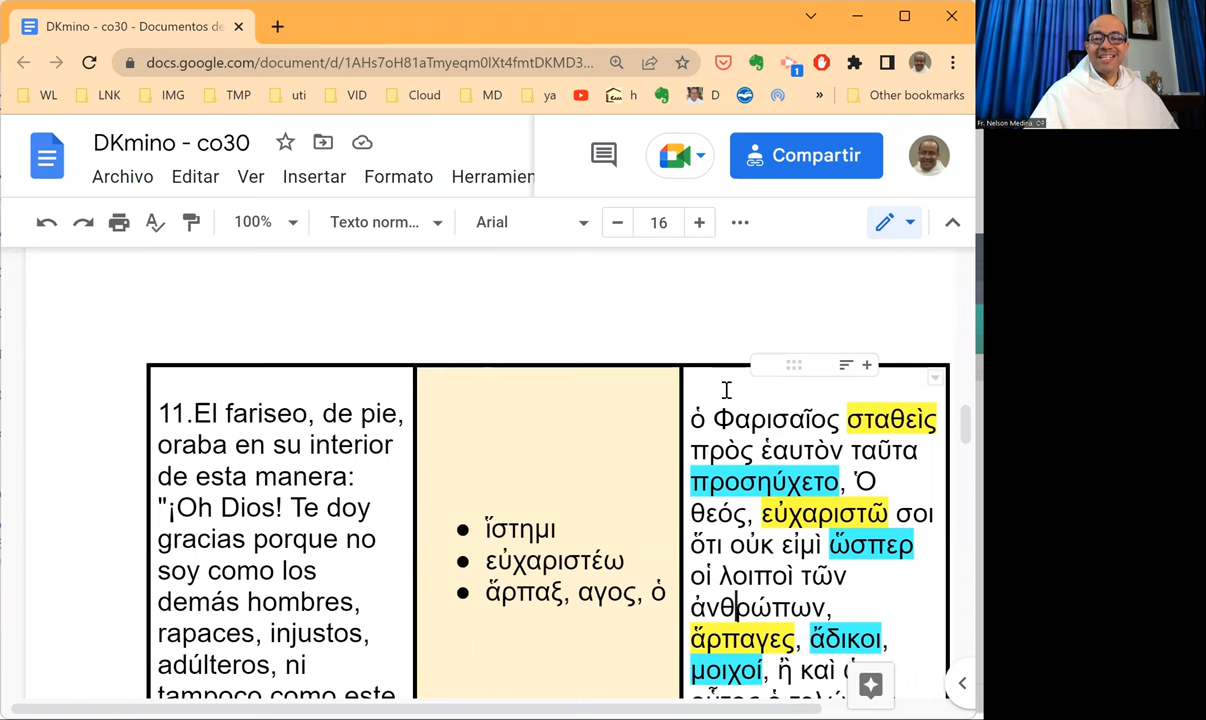 DKmino - co30 - Documentos de
docs.google.com/document/d/1AHs7oH81aTmyeqm0lXt4fmtDKMD3...
1
WL LNK IMG TMP uti VID Cloud MD ya h D » Other bookmarks
Fr. Nelson Medina, OP
DKmino - co30
Compartir
Archivo Editar Ver Insertar Formato Herramien
100% Texto norm... Arial 16
11.El fariseo, de pie,
oraba en su interior
de esta manera:
"¡Oh Dios! Te doy
gracias porque no
soy como los
demás hombres,
rapaces, injustos,
adúlteros, ni
tampoco como este
● ἵστημι
● εὐχαριστέω
● ἅρπαξ, αγος, ὁ
ὁ Φαρισαῖος σταθεὶς
πρὸς ἑαυτὸν ταῦτα
προσηύχετο, Ὁ
θεός, εὐχαριστῶ σοι
ὅτι οὐκ εἰμὶ ὥσπερ
οἱ λοιποὶ τῶν
ἀνθρώπων,
ἅρπαγες, ἄδικοι,
μοιχοί, ἢ καὶ
οὗτος ὁ